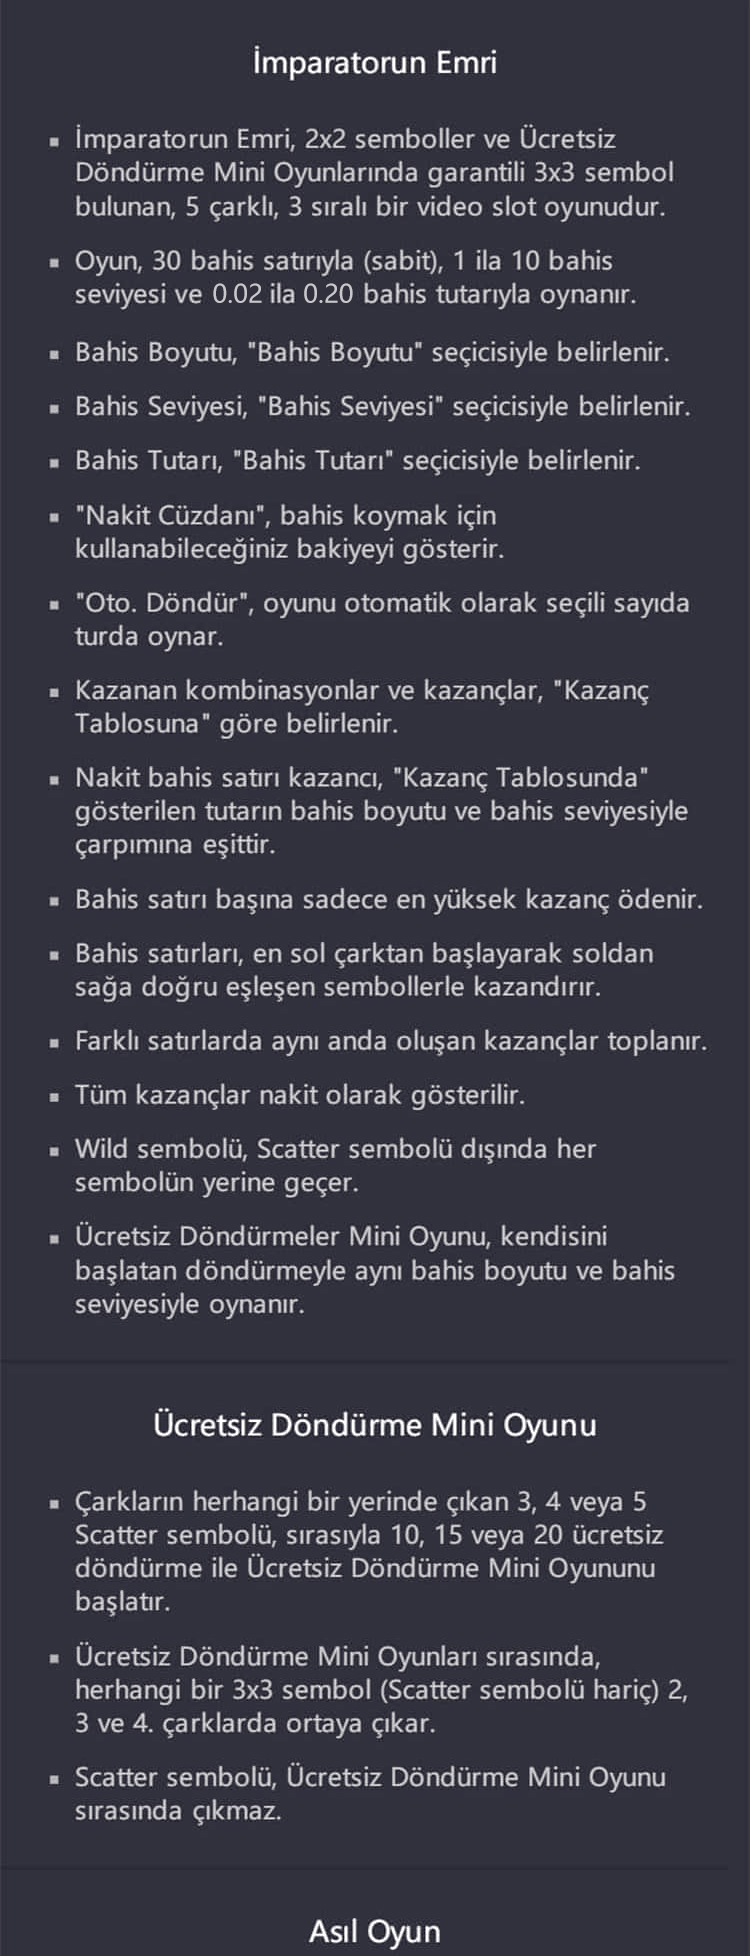 İmparatorun Emri
▪ İmparatorun Emri, 2x2 semboller ve Ücretsiz
Döndürme Mini Oyunlarında garantili 3x3 sembol
bulunan, 5 çarklı, 3 sıralı bir video slot oyunudur.
▪ Oyun, 30 bahis satırıyla (sabit), 1 ila 10 bahis
seviyesi ve 0.02 ila 0.20 bahis tutarıyla oynanır.
▪ Bahis Boyutu, "Bahis Boyutu" seçicisiyle belirlenir.
▪ Bahis Seviyesi, "Bahis Seviyesi" seçicisiyle belirlenir.
▪ Bahis Tutarı, "Bahis Tutarı" seçicisiyle belirlenir.
▪ "Nakit Cüzdanı", bahis koymak için
kullanabileceğiniz bakiyeyi gösterir.
▪ "Oto. Döndür", oyunu otomatik olarak seçili sayıda
turda oynar.
▪ Kazanan kombinasyonlar ve kazançlar, "Kazanç
Tablosuna" göre belirlenir.
▪ Nakit bahis satırı kazancı, "Kazanç Tablosunda"
gösterilen tutarın bahis boyutu ve bahis seviyesiyle
çarpımına eşittir.
▪ Bahis satırı başına sadece en yüksek kazanç ödenir.
▪ Bahis satırları, en sol çarktan başlayarak soldan
sağa doğru eşleşen sembollerle kazandırır.
▪ Farklı satırlarda aynı anda oluşan kazançlar toplanır.
▪ Tüm kazançlar nakit olarak gösterilir.
▪ Wild sembolü, Scatter sembolü dışında her
sembolün yerine geçer.
▪ Ücretsiz Döndürmeler Mini Oyunu, kendisini
başlatan döndürmeyle aynı bahis boyutu ve bahis
seviyesiyle oynanır.
Ücretsiz Döndürme Mini Oyunu
▪ Çarkların herhangi bir yerinde çıkan 3, 4 veya 5
Scatter sembolü, sırasıyla 10, 15 veya 20 ücretsiz
döndürme ile Ücretsiz Döndürme Mini Oyununu
başlatır.
▪ Ücretsiz Döndürme Mini Oyunları sırasında,
herhangi bir 3x3 sembol (Scatter sembolü hariç) 2,
3 ve 4. çarklarda ortaya çıkar.
▪ Scatter sembolü, Ücretsiz Döndürme Mini Oyunu
sırasında çıkmaz.
Asıl Oyun